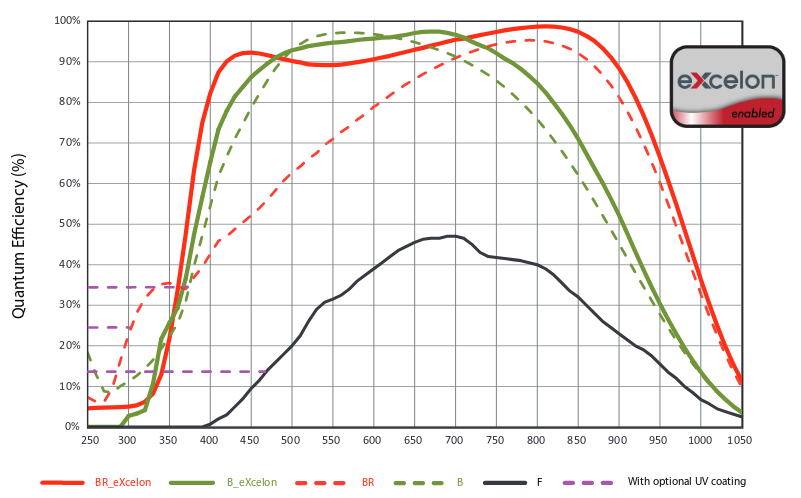 100%
90%
80%
70%
60%
50%
40%
30%
20%
10%
0%
Quantum Efficiency (%)
eXcelon™
enabled
250 300 350 400 450 500 550 600 650 700 750 800 850 900 950 1000 1050
BR_eXcelon B_eXcelon BR B F With optional UV coating